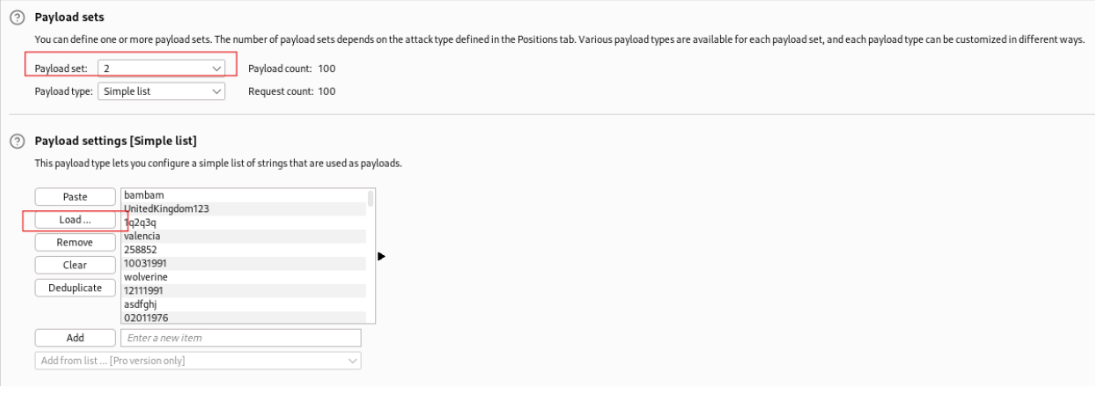 Payload sets
You can define one or more payload sets. The number of payload sets depends on the attack type defined in the Positions tab. Various payload types are available for each payload set, and each payload type can be customized in different ways.
Payload set: 2 Payload count: 100
Payload type: Simple list Request count: 100
Payload settings [Simple list]
This payload type lets you configure a simple list of strings that are used as payloads.
Paste bambam
UnitedKingdom123
Load ... 1q2q3q
valencia
Remove 258852
Clear 10031991
wolverine
Deduplicate 12111991
asdfghj
02011976
Add Enter a new item
Add from list ... [Pro version only]